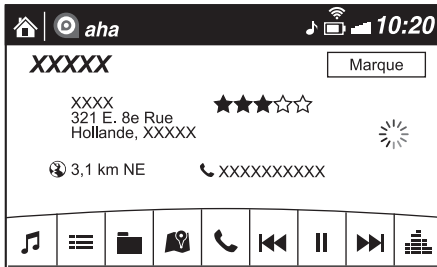 aha 10:20
XXXXX
Marque
XXXX
321 E. 8e Rue
Hollande, XXXXX
3,1 km NE XXXXXXXXXX